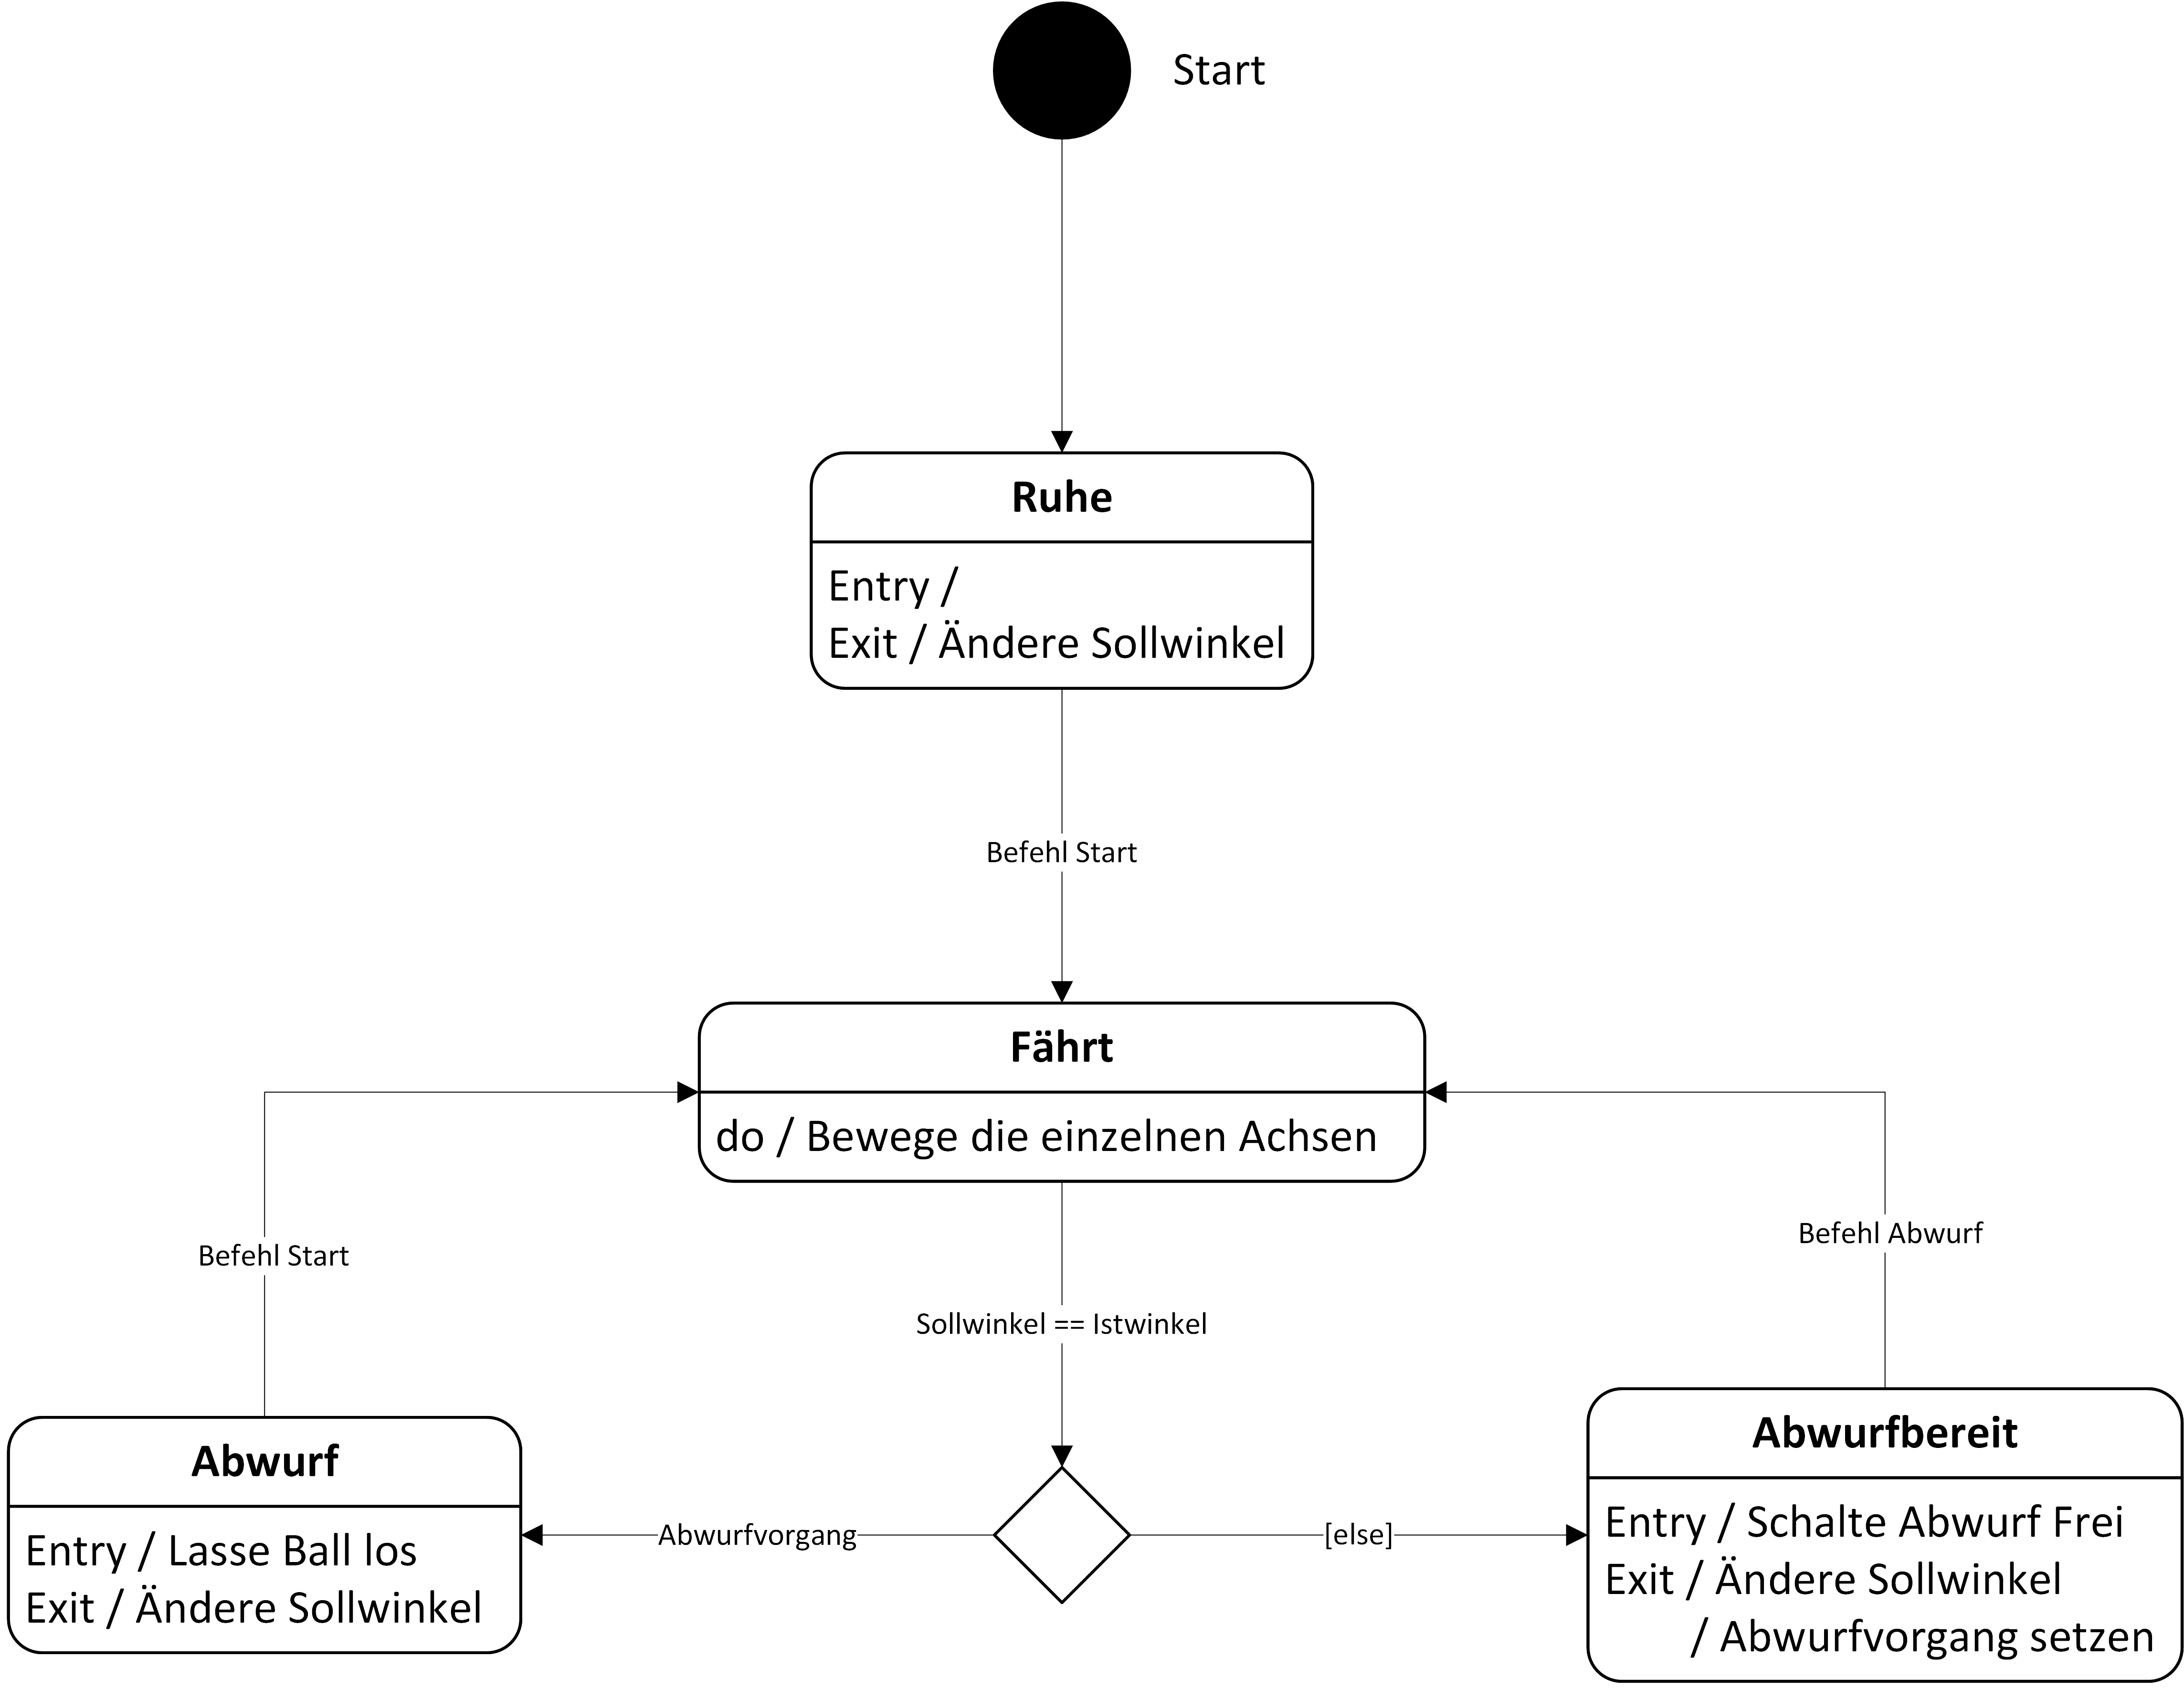 Start
Ruhe
Entry /
Exit / Ändere Sollwinkel
Befehl Start
Fährt
do / Bewege die einzelnen Achsen
Befehl Start
Befehl Abwurf
Sollwinkel == Istwinkel
Abwurf
Entry / Lasse Ball los
Exit / Ändere Sollwinkel
Abwurfvorgang
[else]
Abwurfbereit
Entry / Schalte Abwurf Frei
Exit / Ändere Sollwinkel
/ Abwurfvorgang setzen